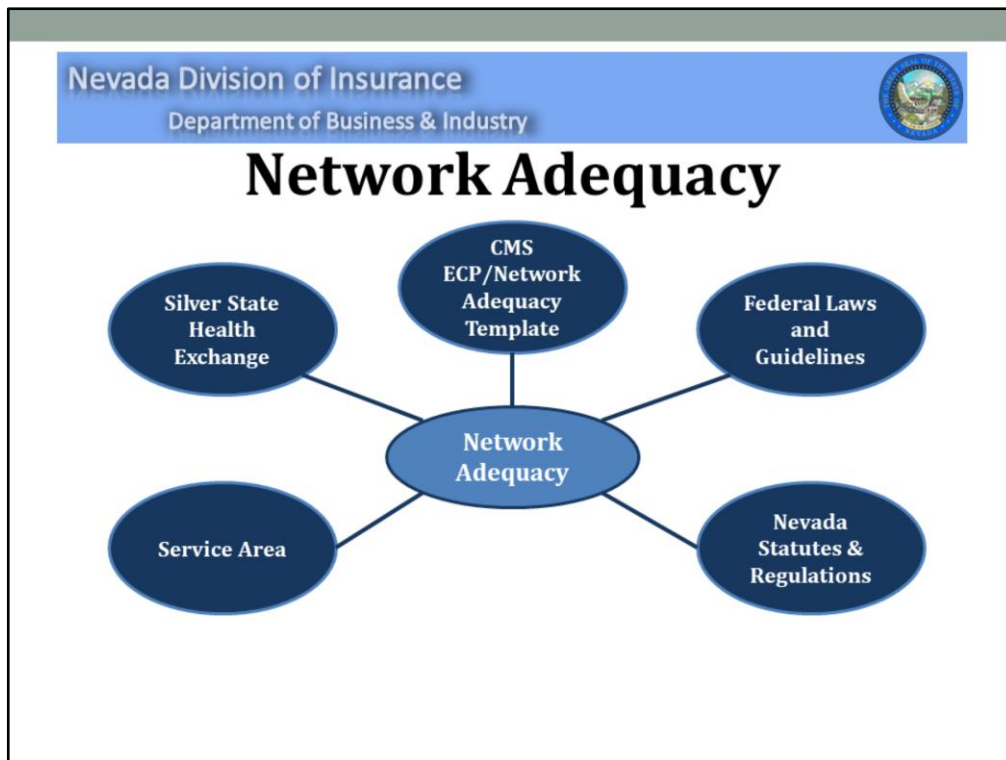 Nevada Division of Insurance
Department of Business & Industry
Network Adequacy
CMS
ECP/Network
Adequacy
Template
Silver State
Health
Exchange
Federal Laws
and
Guidelines
Network
Adequacy
Service Area
Nevada
Statutes &
Regulations